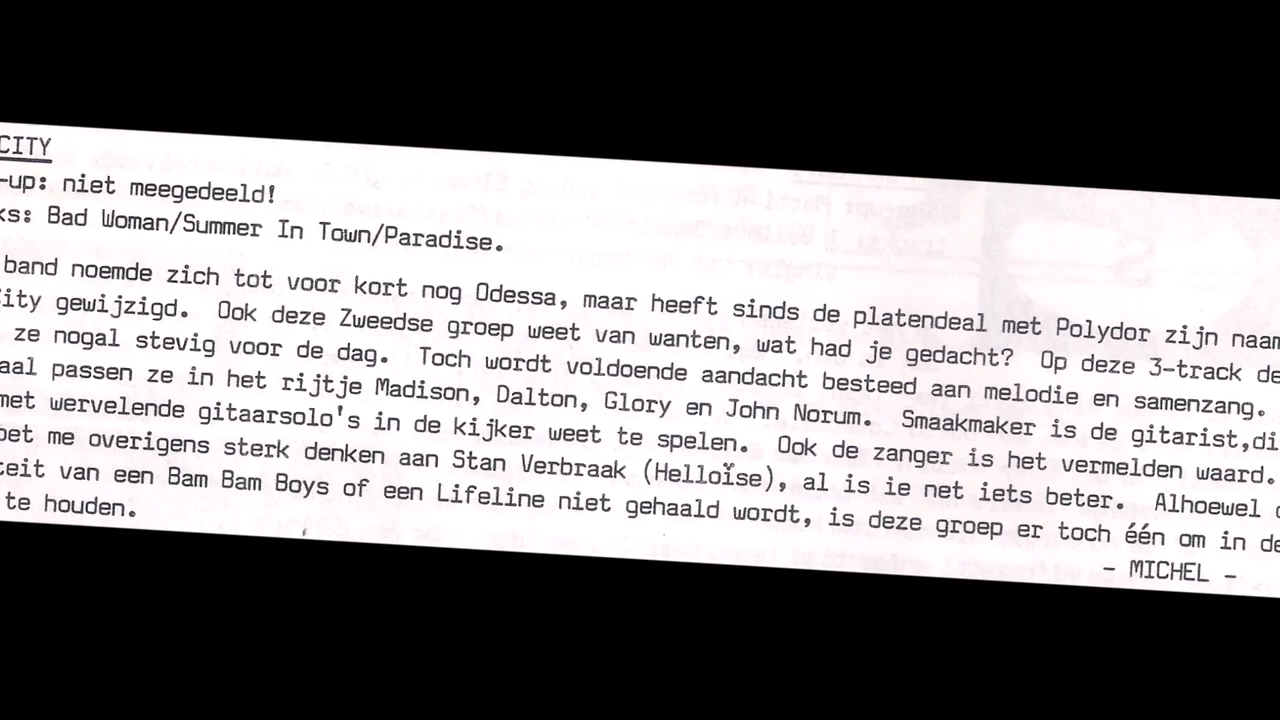 CITY
-up: niet meegedeeld!
ks: Bad Woman/Summer In Town/Paradise.
band noemde zich tot voor kort nog Odessa, maar heeft sinds de platendeal met Polydor zijn naam
ity gewijzigd. Ook deze Zweedse groep weet van wanten, wat had je gedacht? Op deze 3-track de
ze nogal stevig voor de dag. Toch wordt voldoende aandacht besteed aan melodie en samenzang.
aal passen ze in het rijtje Madison, Dalton, Glory en John Norum. Smaakmaker is de gitarist,di
met wervelende gitaarsolo's in de kijker weet te spelen. Ook de zanger is het vermelden waard.
oet me overigens sterk denken aan Stan Verbraak (Helloïse), al is ie net iets beter. Alhoewel d
teit van een Bam Bam Boys of een Lifeline niet gehaald wordt, is deze groep er toch één om in de
te houden.
- MICHEL -